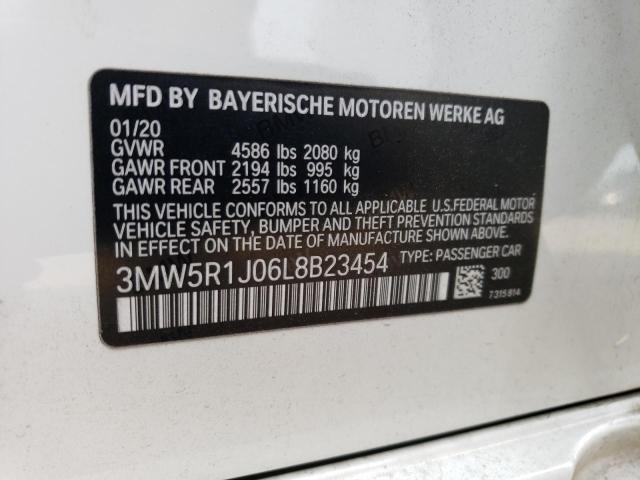 MFD BY BAYERISCHE MOTOREN WERKE AG
01/20
GVWR 4586 lbs 2080 kg
GAWR FRONT 2194 lbs 995 kg
GAWR REAR 2557 lbs 1160 kg
THIS VEHICLE CONFORMS TO ALL APPLICABLE U.S.FEDERAL MOTOR
VEHICLE SAFETY, BUMPER AND THEFT PREVENTION STANDARDS
IN EFFECT ON THE DATE OF MANUFACTURE SHOWN ABOVE.
3MW5R1J06L8B23454 TYPE: PASSENGER CAR
300
7315814